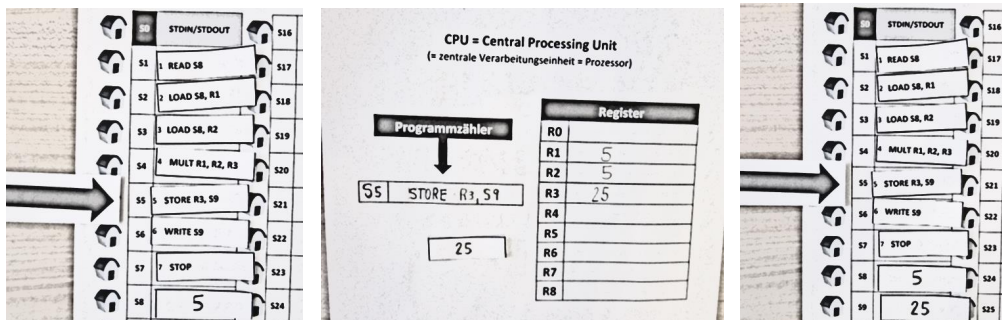 S0 STDIN/STDOUT S16
S1 1 READ S8 S17
S2 2 LOAD S8, R1 S18
S3 3 LOAD S8, R2 S19
S4 4 MULT R1, R2, R3 S20
S5 5 STORE R3, S9 S21
S6 6 WRITE S9 S22
S7 7 STOP S23
S8 5 S24
CPU = Central Processing Unit
(= zentrale Verarbeitungseinheit = Prozessor)
Programmzähler
S5 STORE R3, S9
25
Register
R0
R1 5
R2 5
R3 25
R4
R5
R6
R7
R8
S0 STDIN/STDOUT S16
S1 1 READ S8 S17
S2 2 LOAD S8, R1 S18
S3 3 LOAD S8, R2 S19
S4 4 MULT R1, R2, R3 S20
S5 5 STORE R3, S9 S21
S6 6 WRITE S9 S22
S7 7 STOP S23
S8 5 S24
S9 25 S25